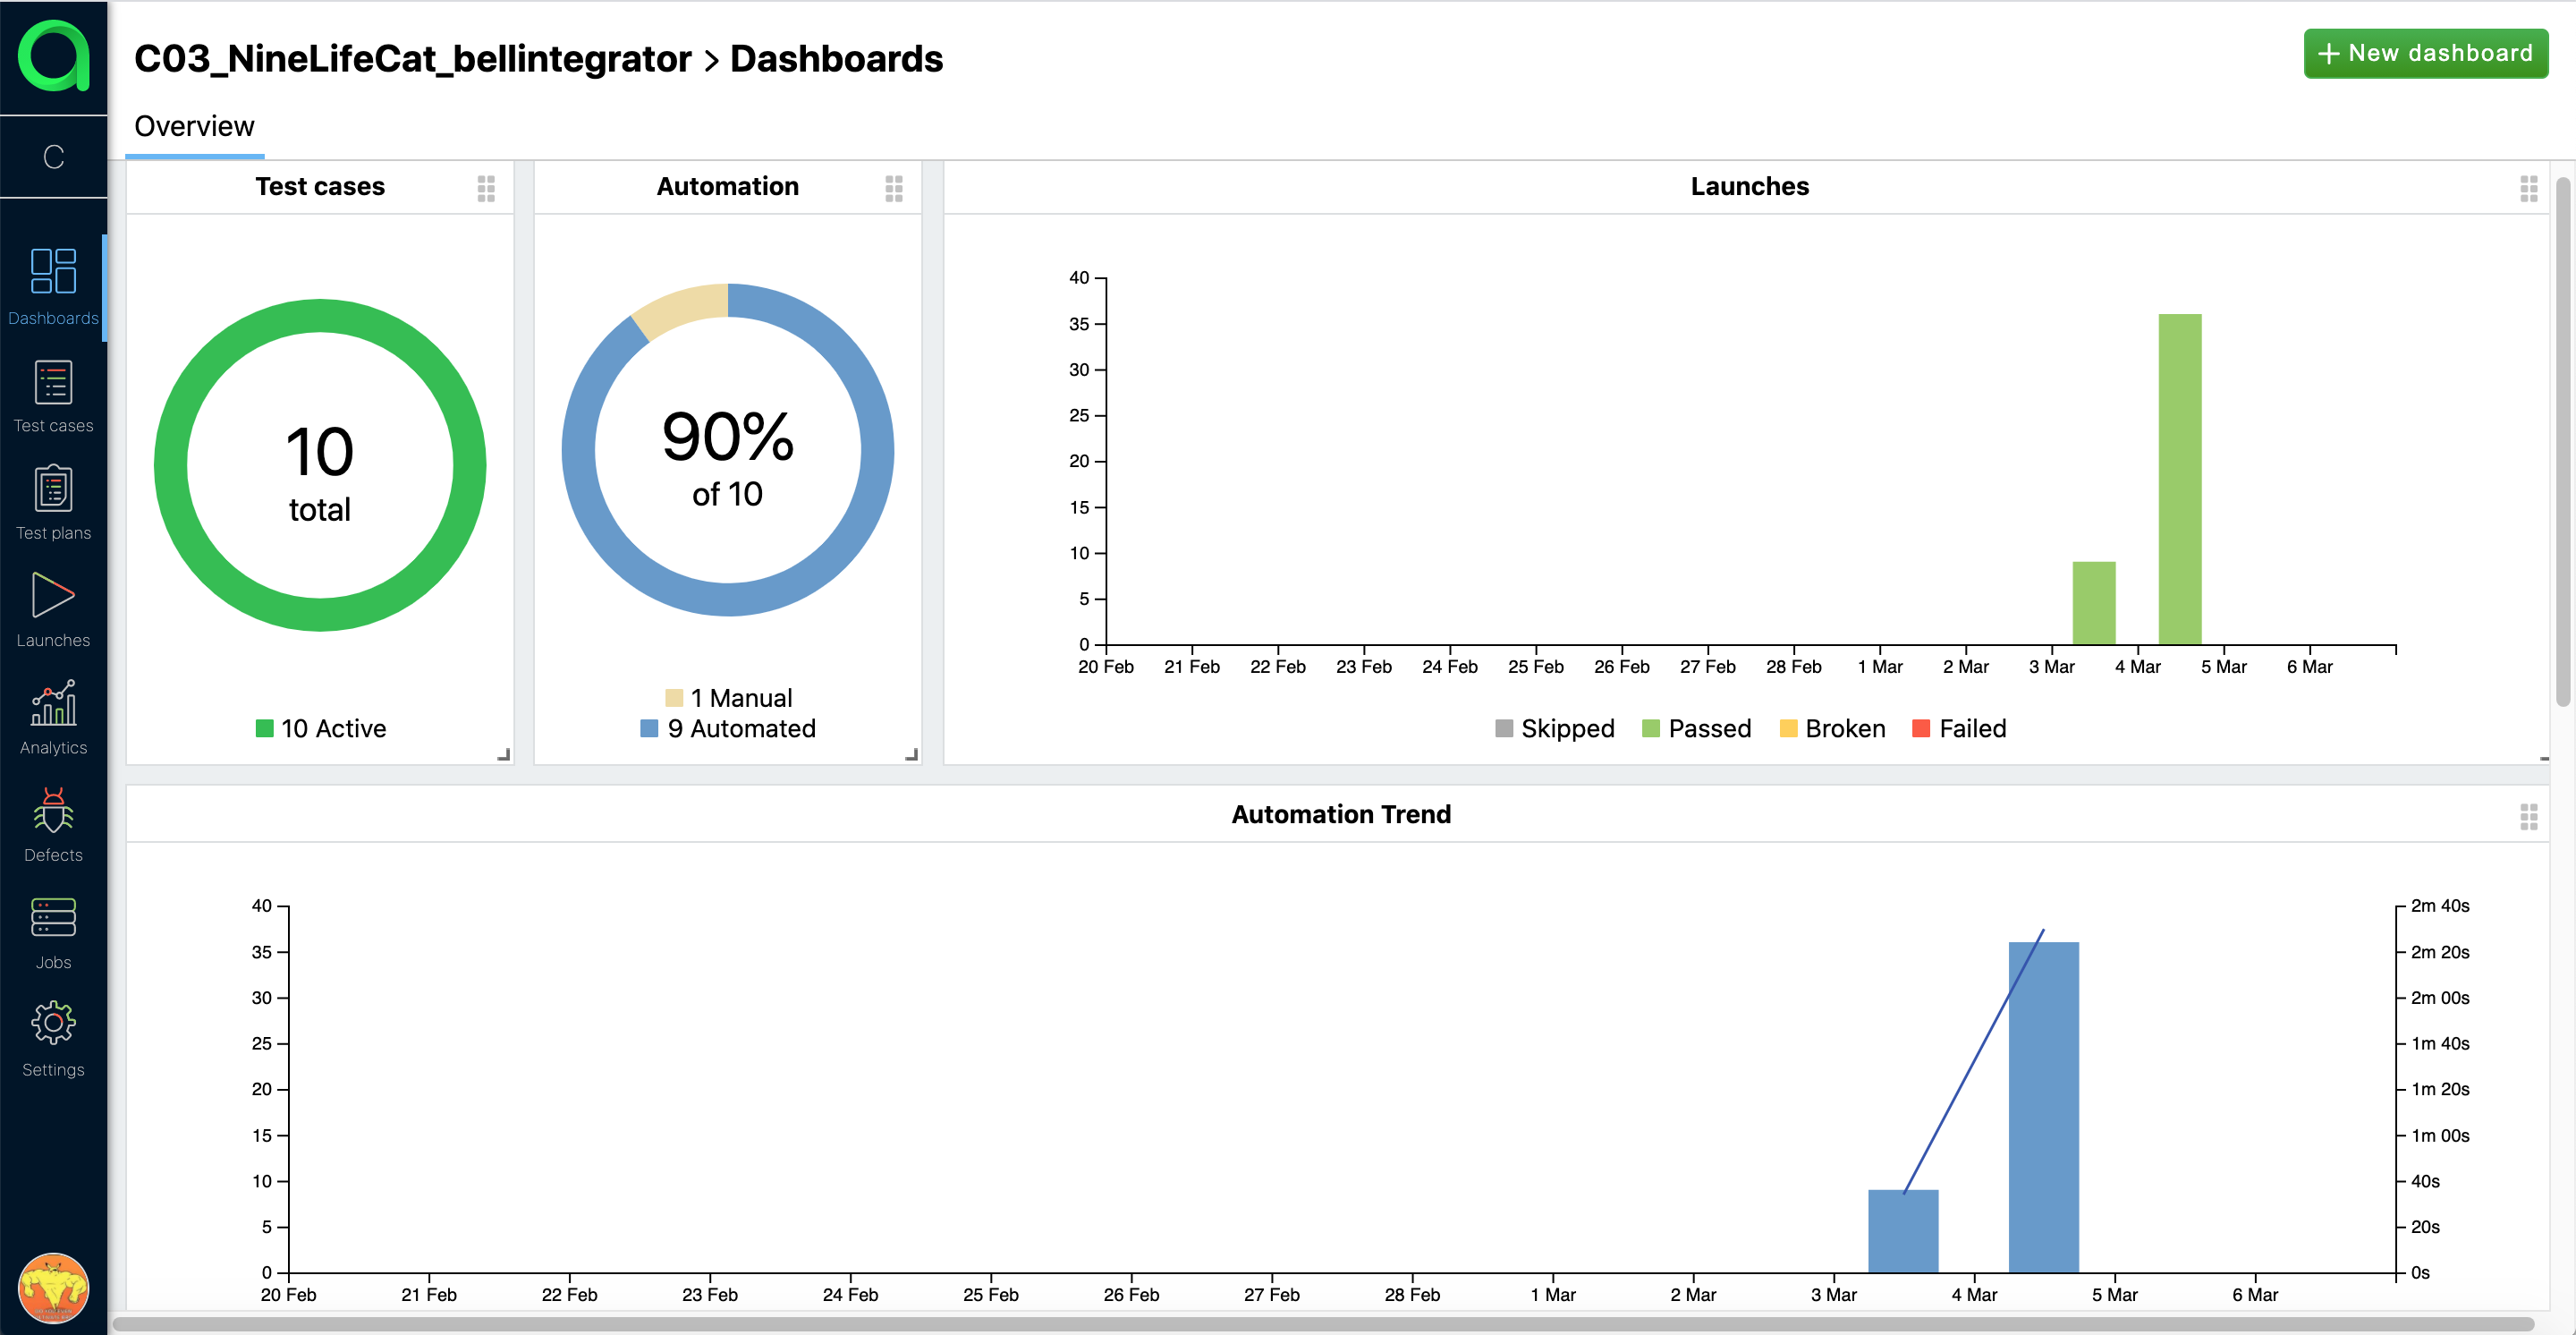 C03_NineLifeCat_bellintegrator > Dashboards
+ New dashboard
Overview
C
Dashboards
Test cases
Test plans
Launches
Analytics
Defects
Jobs
Settings
Test cases
10
total
10 Active
Automation
90%
of 10
1 Manual
9 Automated
Launches
40
35
30
25
20
15
10
5
0
20 Feb 21 Feb 22 Feb 23 Feb 24 Feb 25 Feb 26 Feb 27 Feb 28 Feb 1 Mar 2 Mar 3 Mar 4 Mar 5 Mar 6 Mar
Skipped Passed Broken Failed
Automation Trend
40
35
30
25
20
15
10
5
0
2m 40s
2m 20s
2m 00s
1m 40s
1m 20s
1m 00s
40s
20s
0s
20 Feb 21 Feb 22 Feb 23 Feb 24 Feb 25 Feb 26 Feb 27 Feb 28 Feb 1 Mar 2 Mar 3 Mar 4 Mar 5 Mar 6 Mar